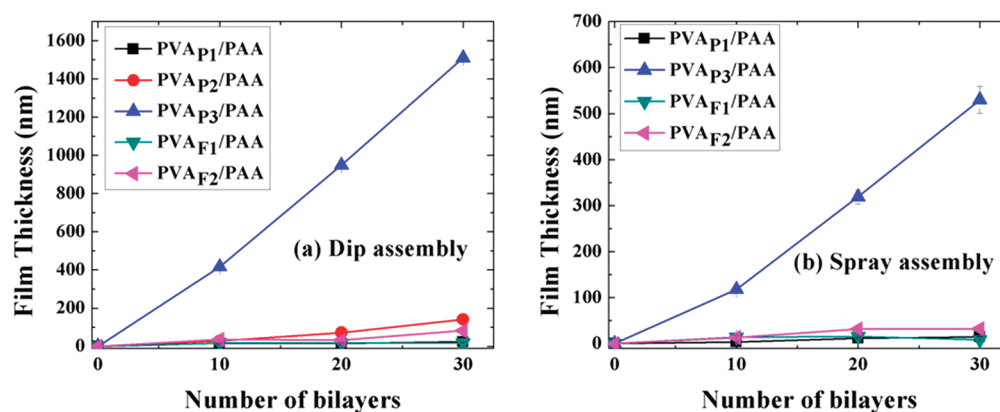 1600
1400
1200
1000
800
600
400
200
0
Film Thickness (nm)
PVAP1/PAA
PVAP2/PAA
PVAP3/PAA
PVAF1/PAA
PVAF2/PAA
(a) Dip assembly
0 10 20 30
Number of bilayers
700
600
500
400
300
200
100
0
Film Thickness (nm)
PVAP1/PAA
PVAP3/PAA
PVAF1/PAA
PVAF2/PAA
(b) Spray assembly
0 10 20 30
Number of bilayers